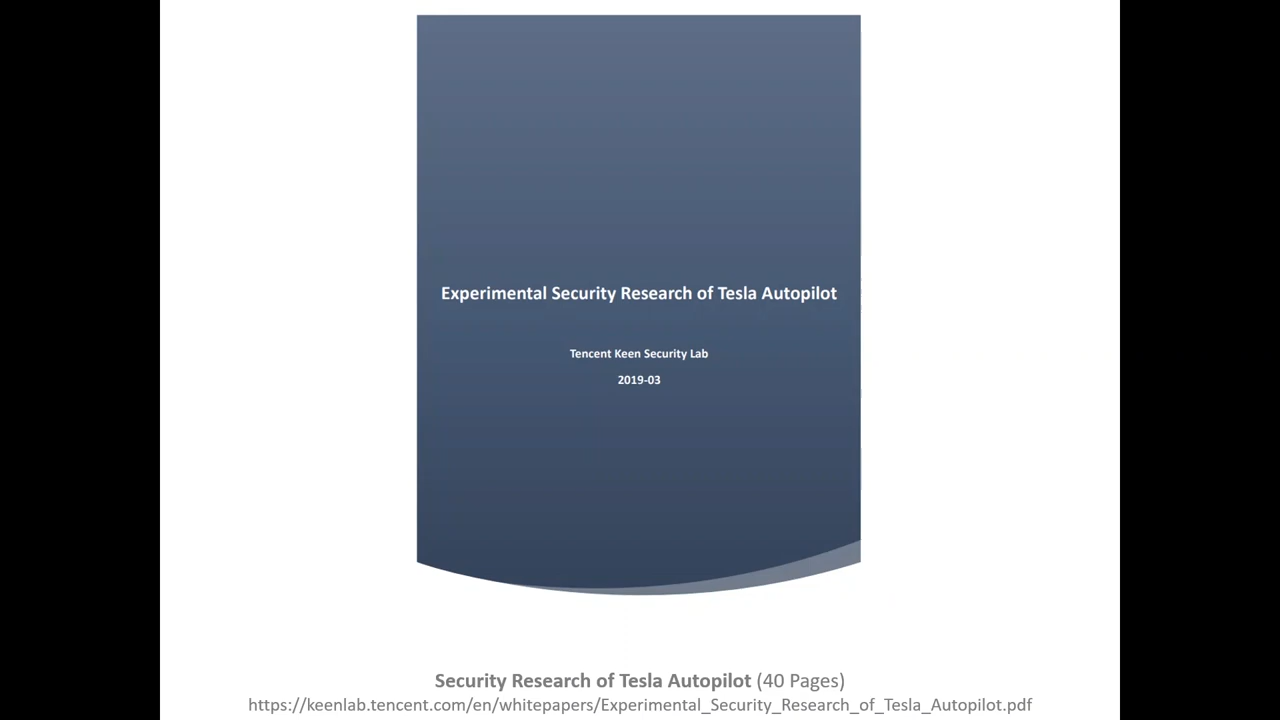 Experimental Security Research of Tesla Autopilot
Tencent Keen Security Lab
2019-03
Security Research of Tesla Autopilot (40 Pages)
https://keenlab.tencent.com/en/whitepapers/Experimental_Security_Research_of_Tesla_Autopilot.pdf